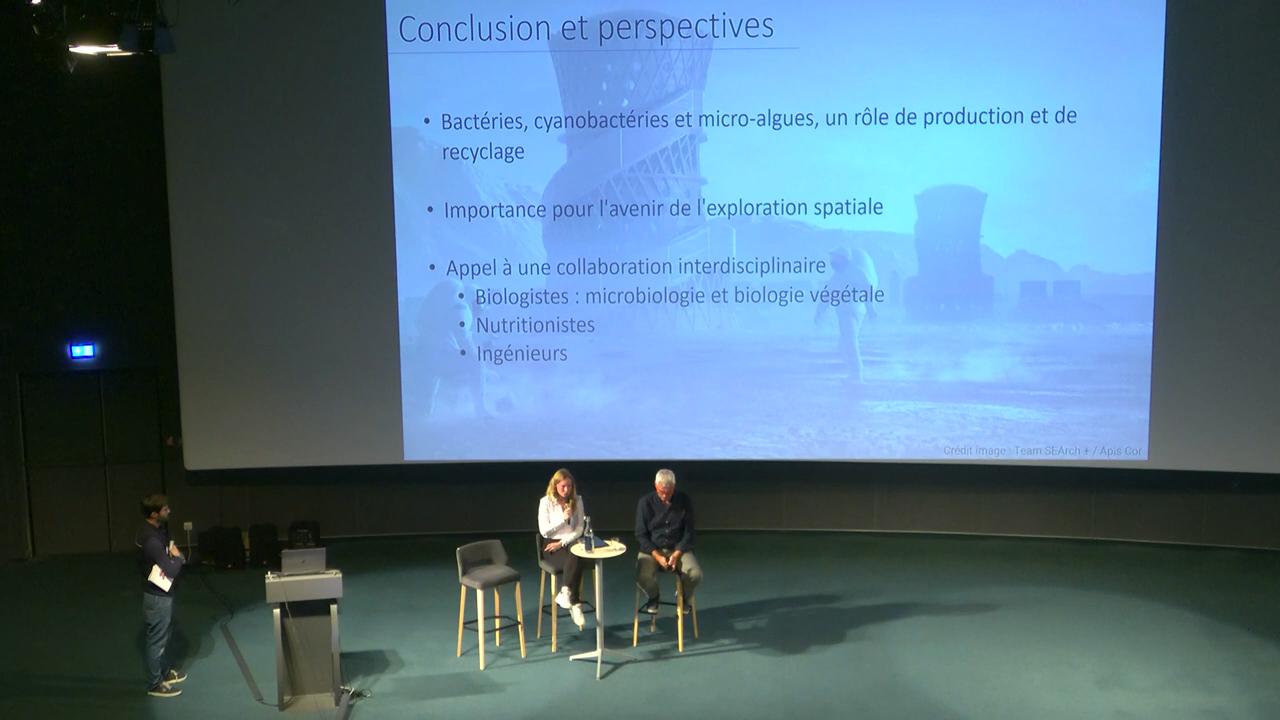 Conclusion et perspectives
• Bactéries, cyanobactéries et micro-algues, un rôle de production et de
recyclage
• Importance pour l'avenir de l'exploration spatiale
• Appel à une collaboration interdisciplinaire
• Biologistes : microbiologie et biologie végétale
• Nutritionistes
• Ingénieurs
Crédit image : Team SEArch + / Apis Cor